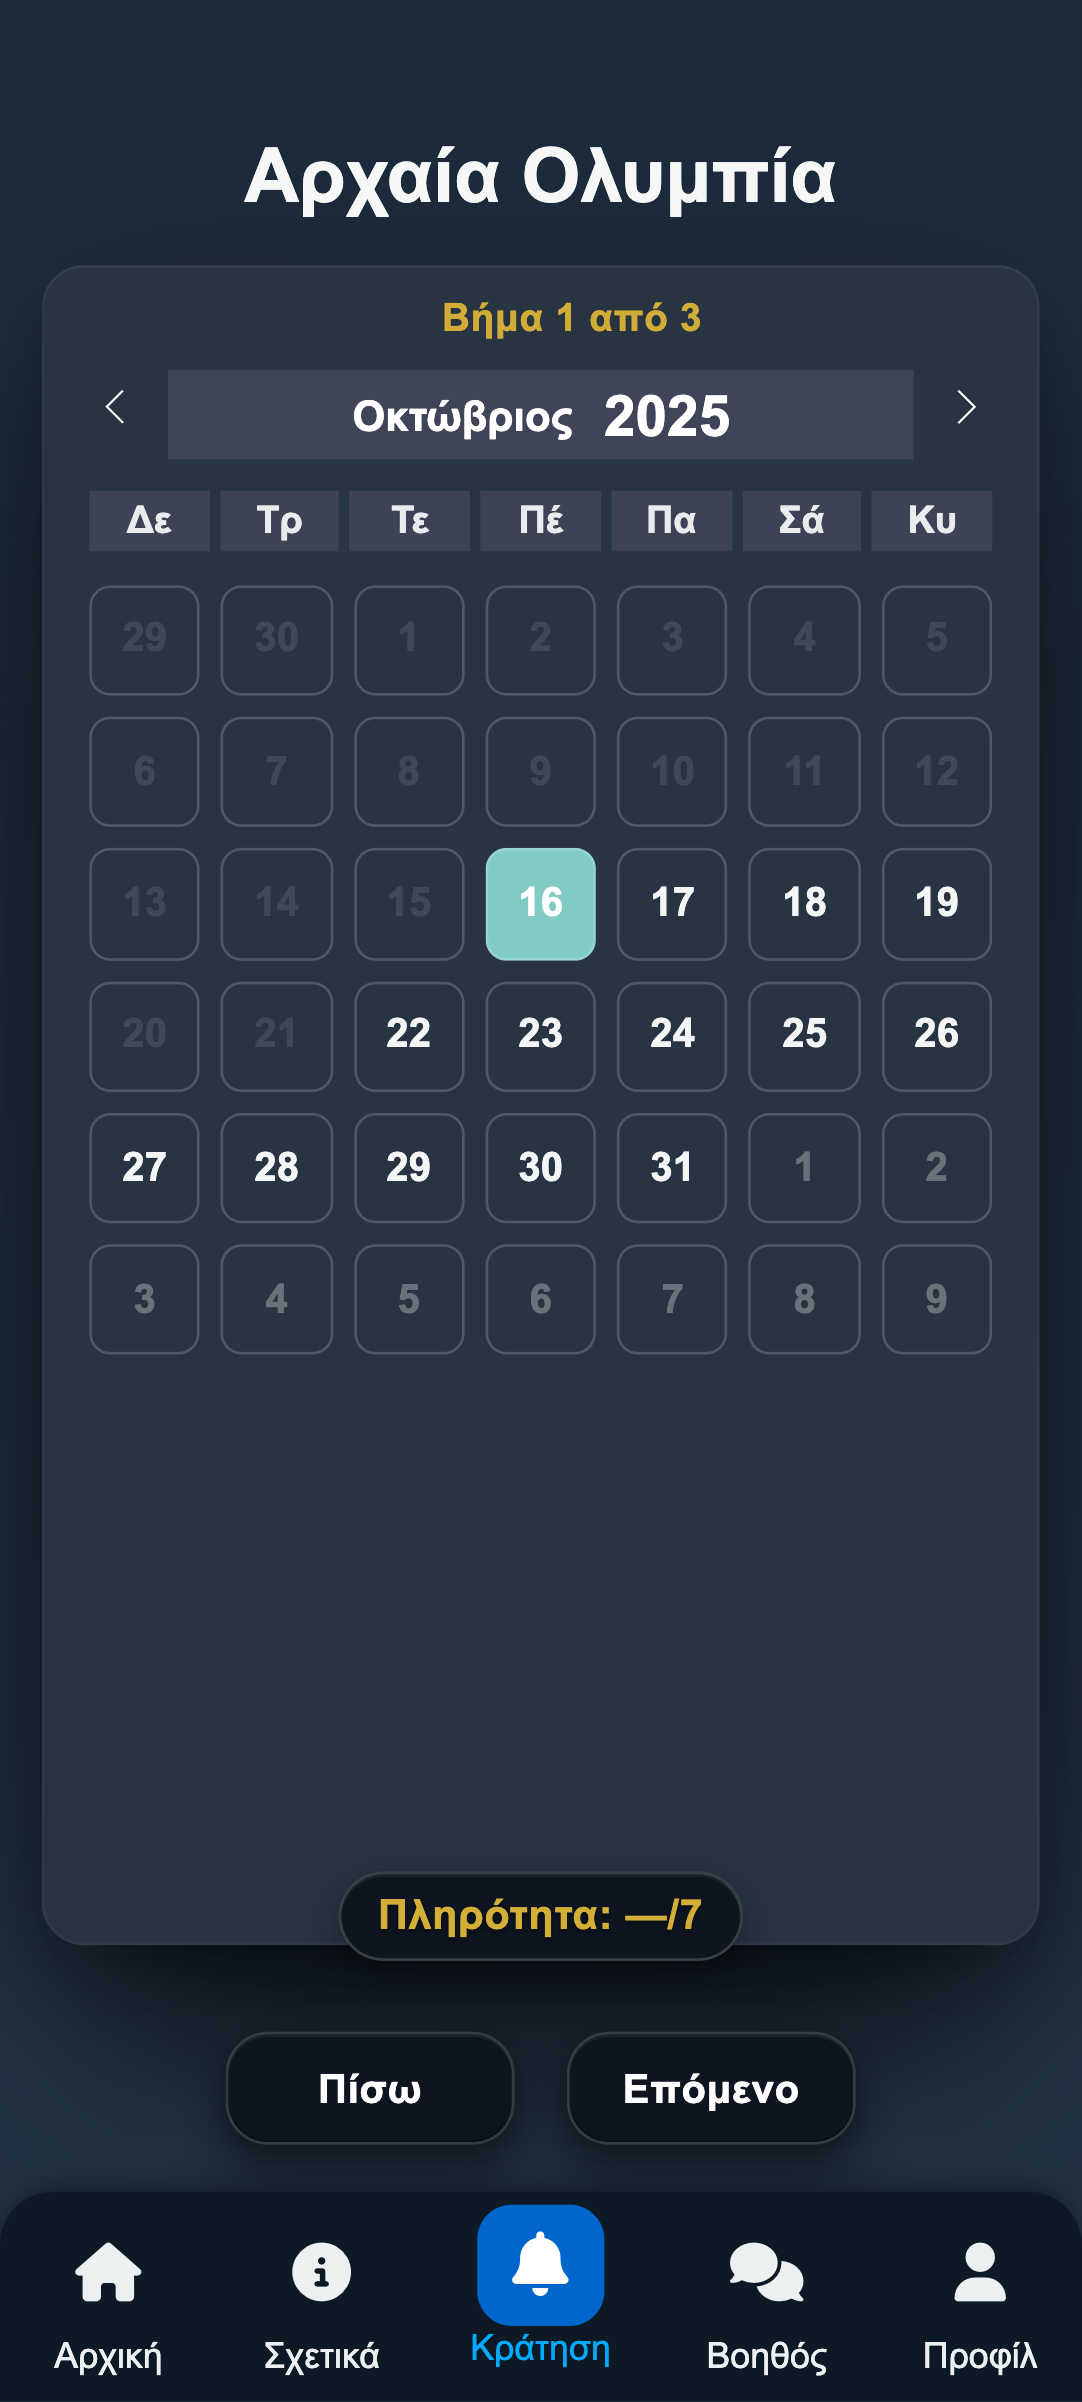 Αρχαία Ολυμπία
Βήμα 1 από 3
Οκτώβριος 2025
Δε Τρ Τε Πέ Πα Σά Κυ
29 30 1 2 3 4 5
6 7 8 9 10 11 12
13 14 15 16 17 18 19
20 21 22 23 24 25 26
27 28 29 30 31 1 2
3 4 5 6 7 8 9
Πληρότητα: —/7
Πίσω Επόμενο
Αρχική Σχετικά Κράτηση Βοηθός Προφίλ